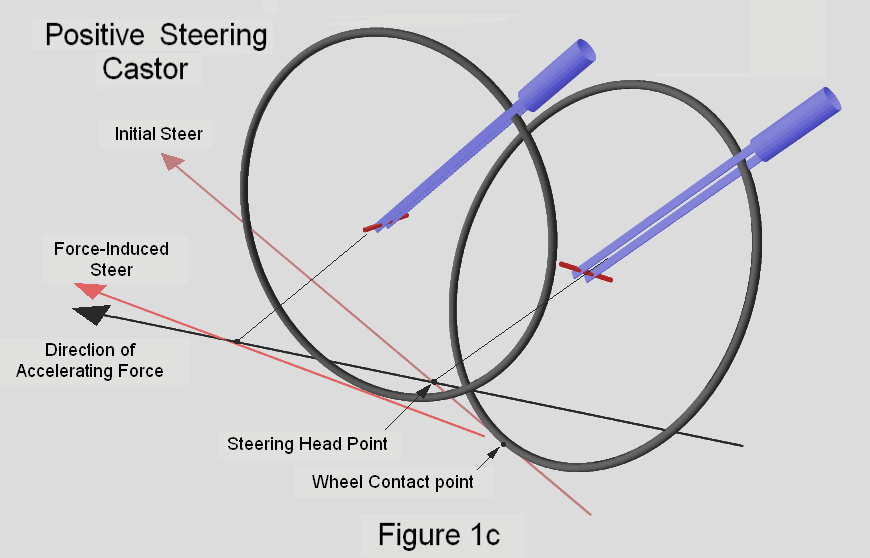 Positive Steering
Castor
Initial Steer
Force-Induced
Steer
Direction of
Accelerating Force
Steering Head Point
Wheel Contact point
Figure 1c